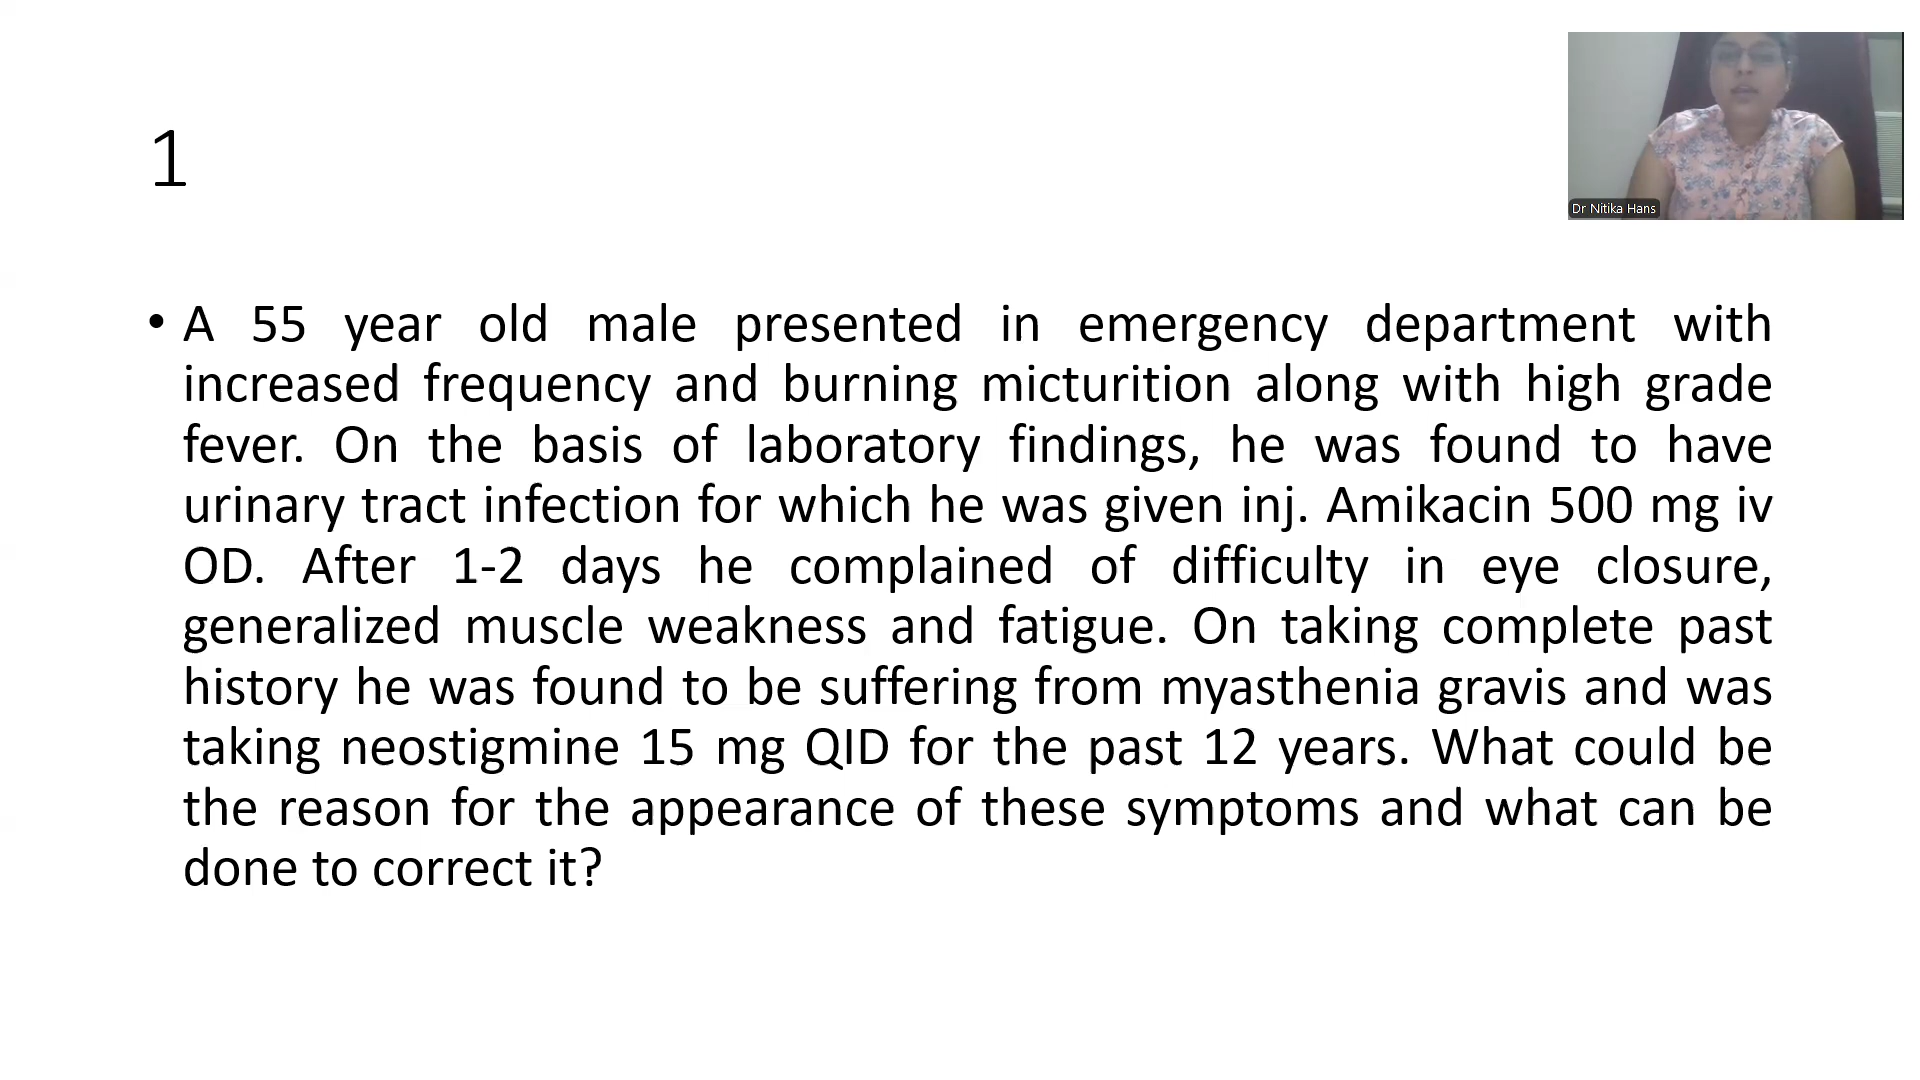 Dr Nitika Hans
1
• A 55 year old male presented in emergency department with
increased frequency and burning micturition along with high grade
fever. On the basis of laboratory findings, he was found to have
urinary tract infection for which he was given inj. Amikacin 500 mg iv
OD. After 1-2 days he complained of difficulty in eye closure,
generalized muscle weakness and fatigue. On taking complete past
history he was found to be suffering from myasthenia gravis and was
taking neostigmine 15 mg QID for the past 12 years. What could be
the reason for the appearance of these symptoms and what can be
done to correct it?